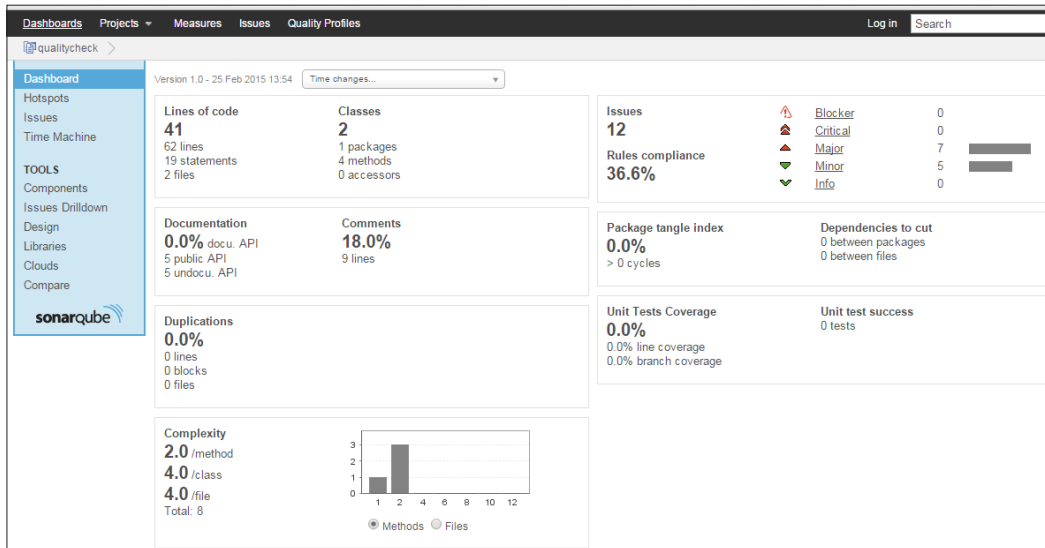 Dashboards Projects Measures Issues Quality Profiles Log in Search
qualitycheck
Dashboard
Hotspots
Issues
Time Machine
TOOLS
Components
Issues Drilldown
Design
Libraries
Clouds
Compare
sonarqube
Version 1.0 - 25 Feb 2015 13:54 Time changes...
Lines of code
41
62 lines
19 statements
2 files
Classes
2
1 packages
4 methods
0 accessors
Documentation
0.0% docu. API
5 public API
5 undocu. API
Comments
18.0%
9 lines
Duplications
0.0%
0 lines
0 blocks
0 files
Complexity
2.0 /method
4.0 /class
4.0 /file
Total: 8
3
2
1
0
1 2 4 6 8 10 12
Methods Files
Issues
12
Rules compliance
36.6%
Blocker 0
Critical 0
Major 7
Minor 5
Info 0
Package tangle index
0.0%
> 0 cycles
Dependencies to cut
0 between packages
0 between files
Unit Tests Coverage
0.0%
0.0% line coverage
0.0% branch coverage
Unit test success
0 tests